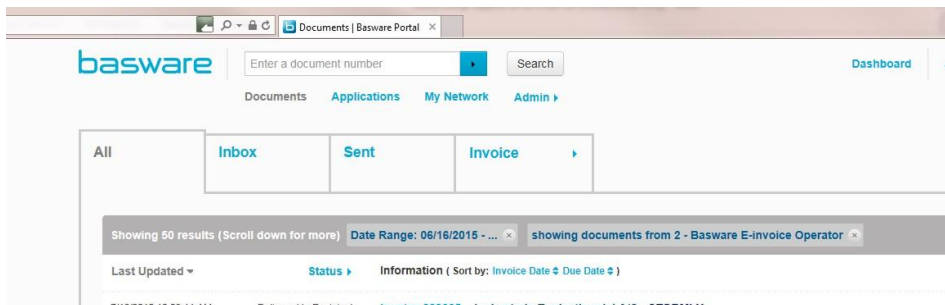 Documents | Basware Portal
basware
Enter a document number
Search
Dashboard
Documents Applications My Network Admin
All Inbox Sent Invoice
Showing 50 results (Scroll down for more) Date Range: 06/16/2015 - ... showing documents from 2 - Basware E-invoice Operator
Last Updated Status Information ( Sort by: Invoice Date Due Date )